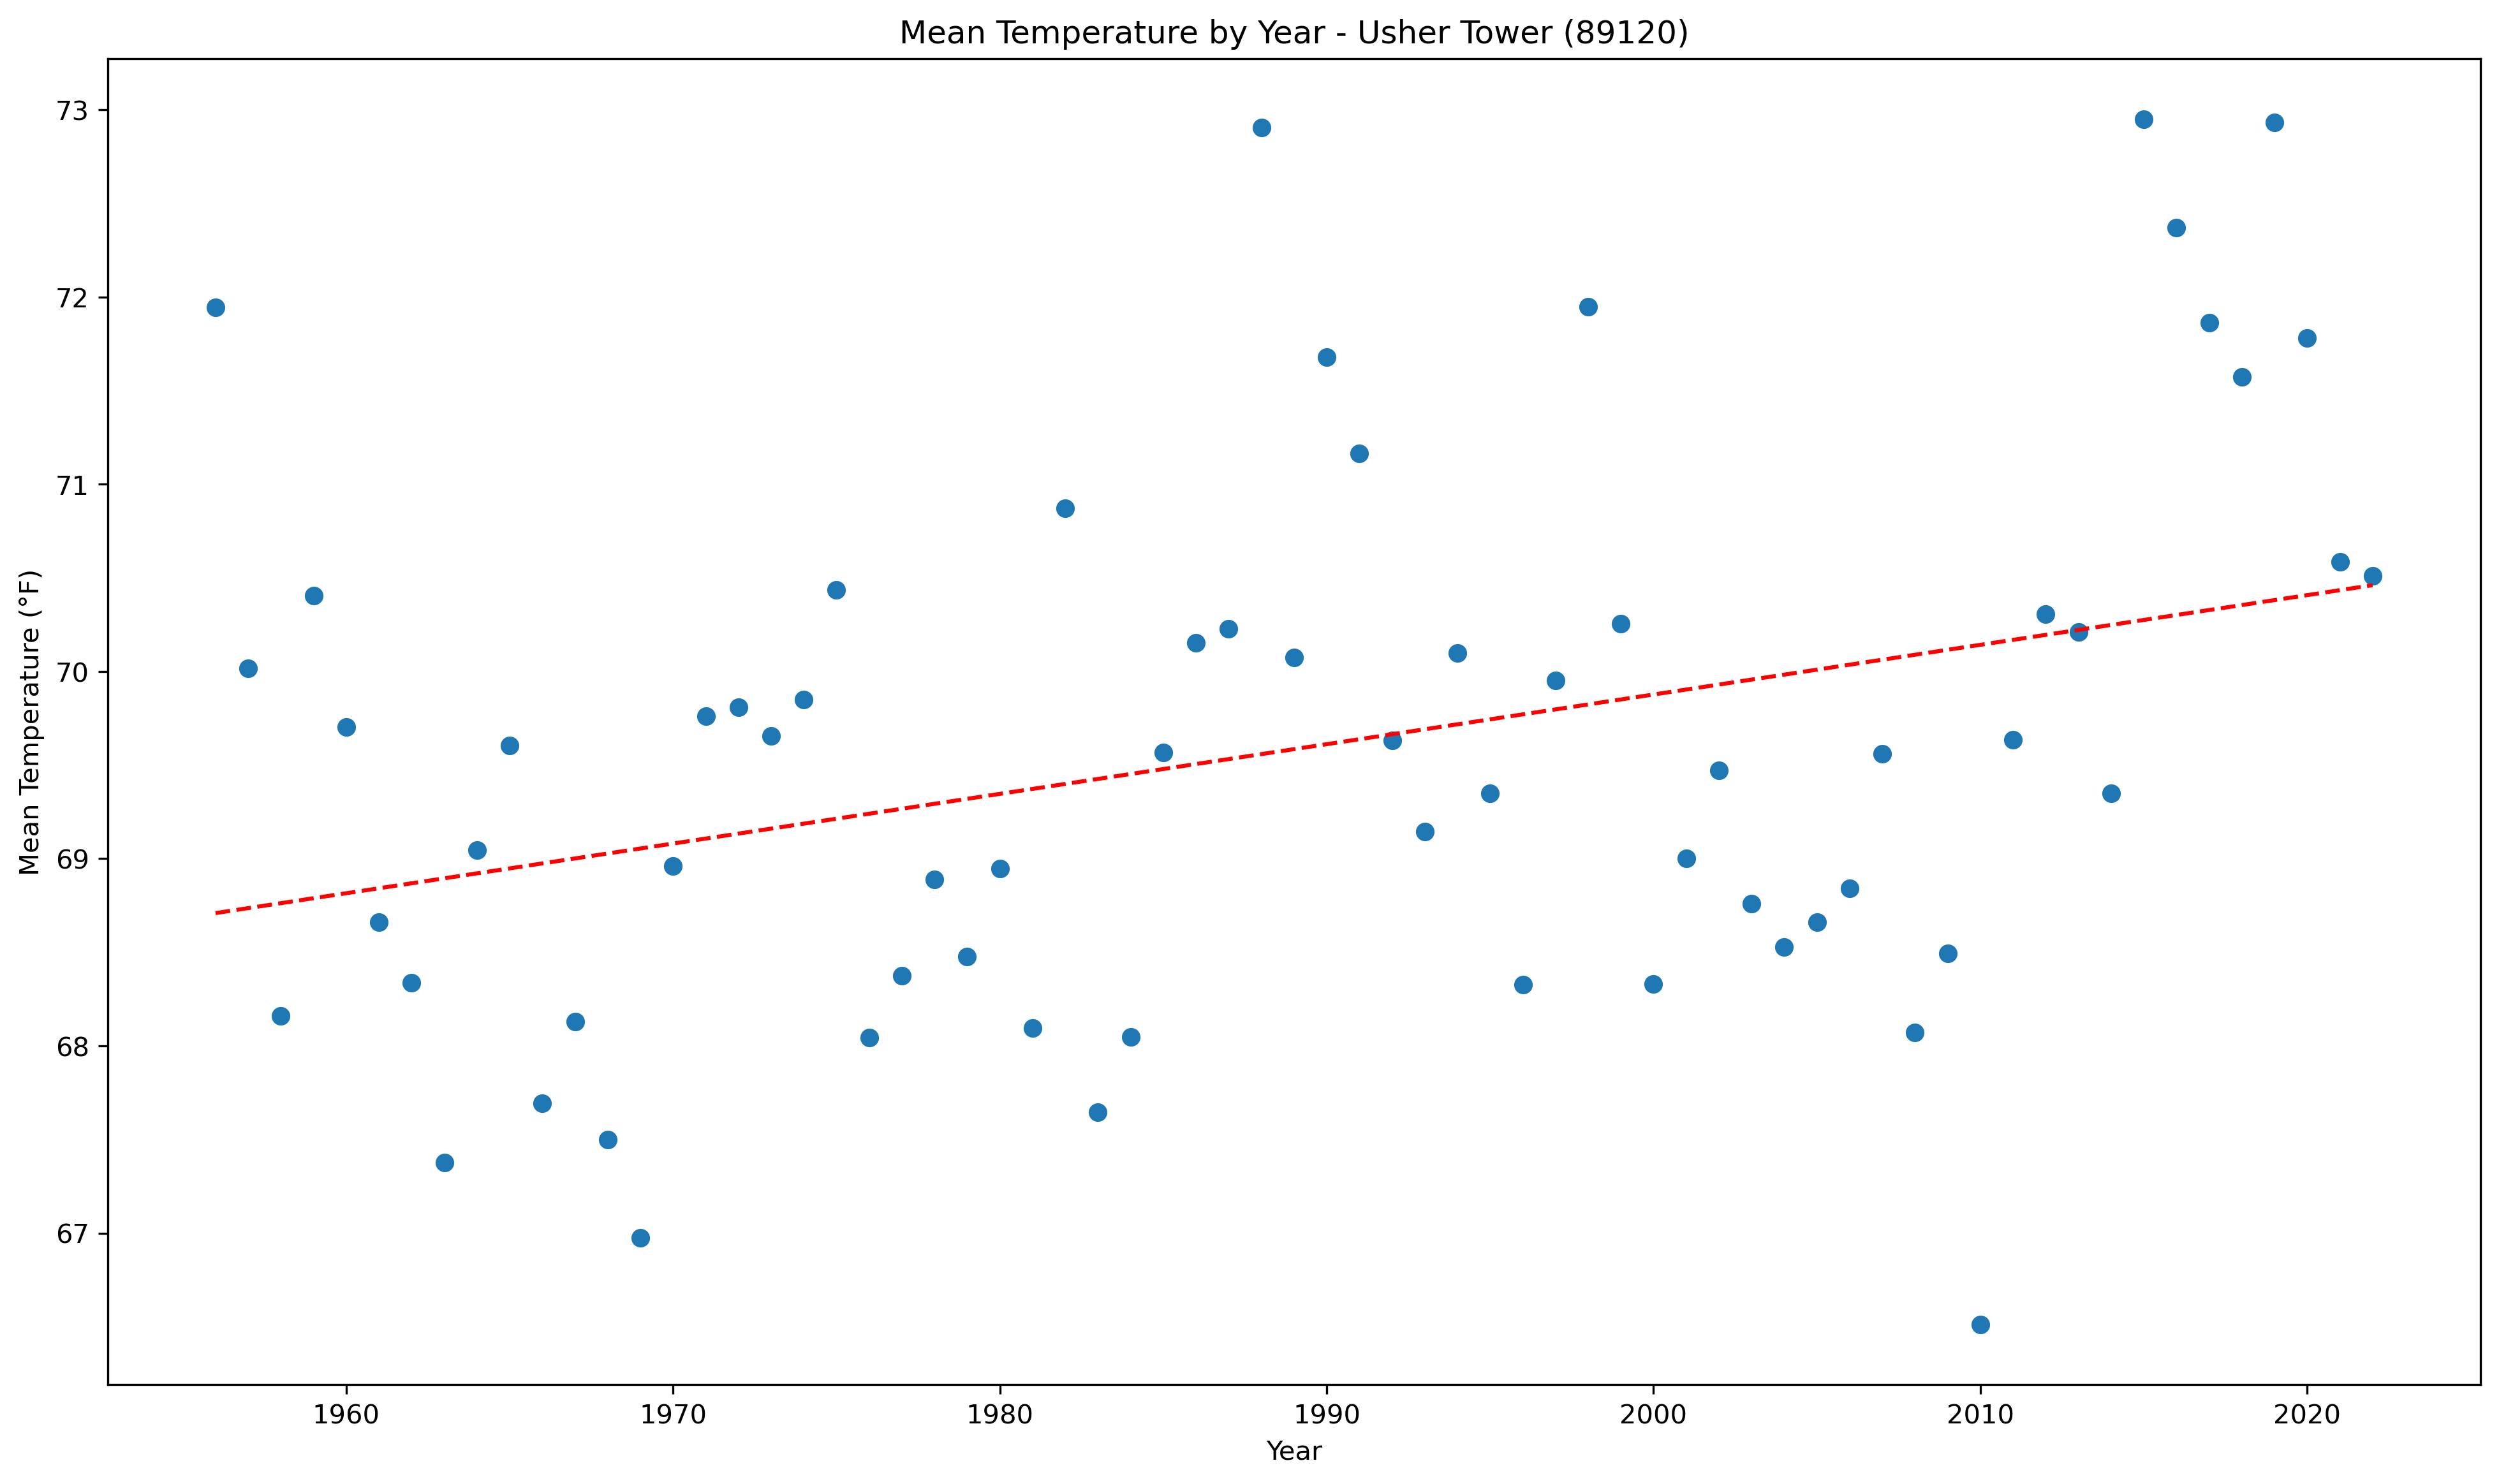 Mean Temperature by Year - Usher Tower (89120)
Mean Temperature (°F)
73
72
71
70
69
68
67
1960 1970 1980 1990 2000 2010 2020
Year